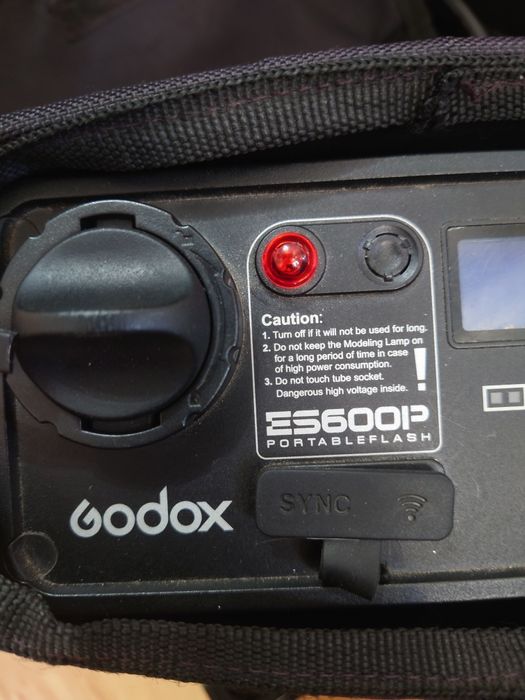 Caution:
1. Turn off if it will not be used for long.
2. Do not keep the Modeling Lamp on
for a long period of time in case
of high power consumption.
3. Do not touch tube socket.
Dangerous high voltage inside.
!
ES600P
PORTABLEFLASH
SYNC
Godox